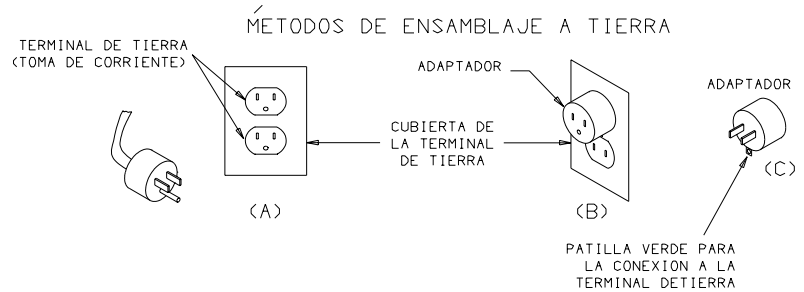 MÉTODOS DE ENSAMBLAJE A TIERRA
TERMINAL DE TIERRA
(TOMA DE CORRIENTE)
ADAPTADOR
ADAPTADOR
CUBIERTA DE
LA TERMINAL
DE TIERRA
(A)
(B)
(C)
PATILLA VERDE PARA
LA CONEXION A LA
TERMINAL DETIERRA